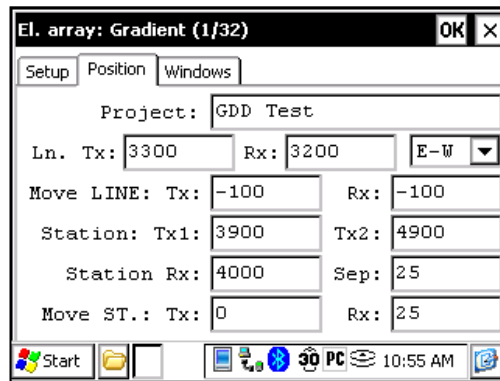 El. array: Gradient (1/32) OK ×
Setup Position Windows
Project: GDD Test
Ln. Tx: 3300 Rx: 3200 E-W
Move LINE: Tx: -100 Rx: -100
Station: Tx1: 3900 Tx2: 4900
Station Rx: 4000 Sep: 25
Move ST.: Tx: 0 Rx: 25
Start 30 PC 10:55 AM